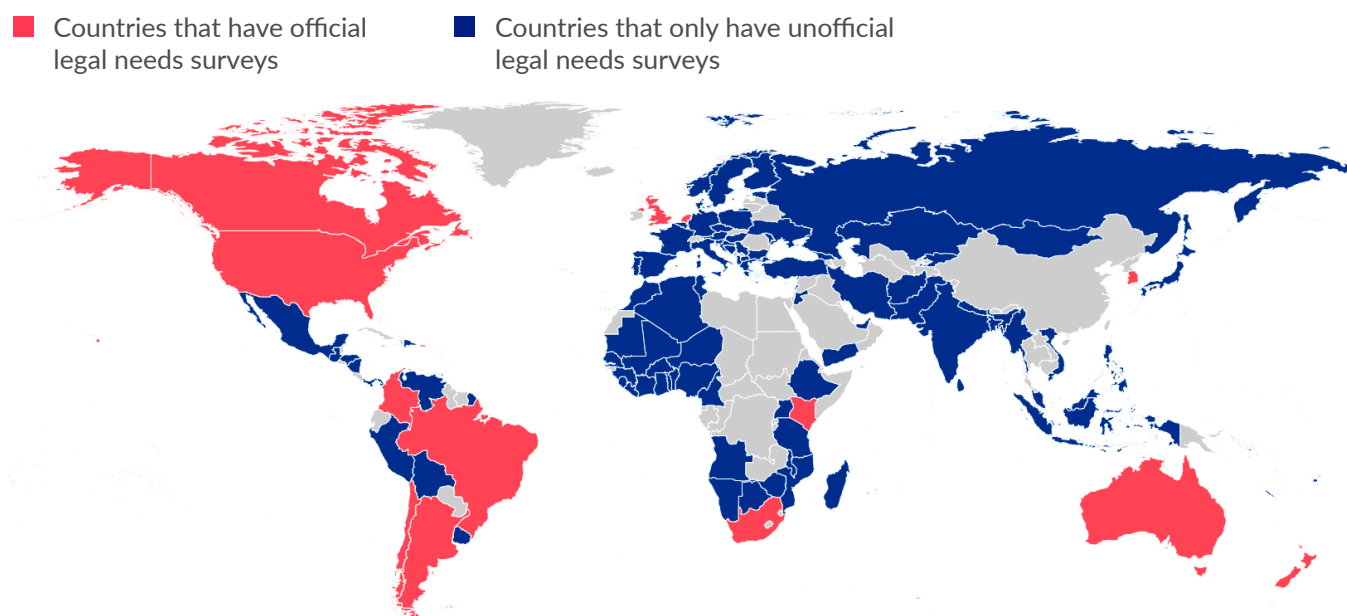 Countries that have official
legal needs surveys
Countries that only have unofficial
legal needs surveys